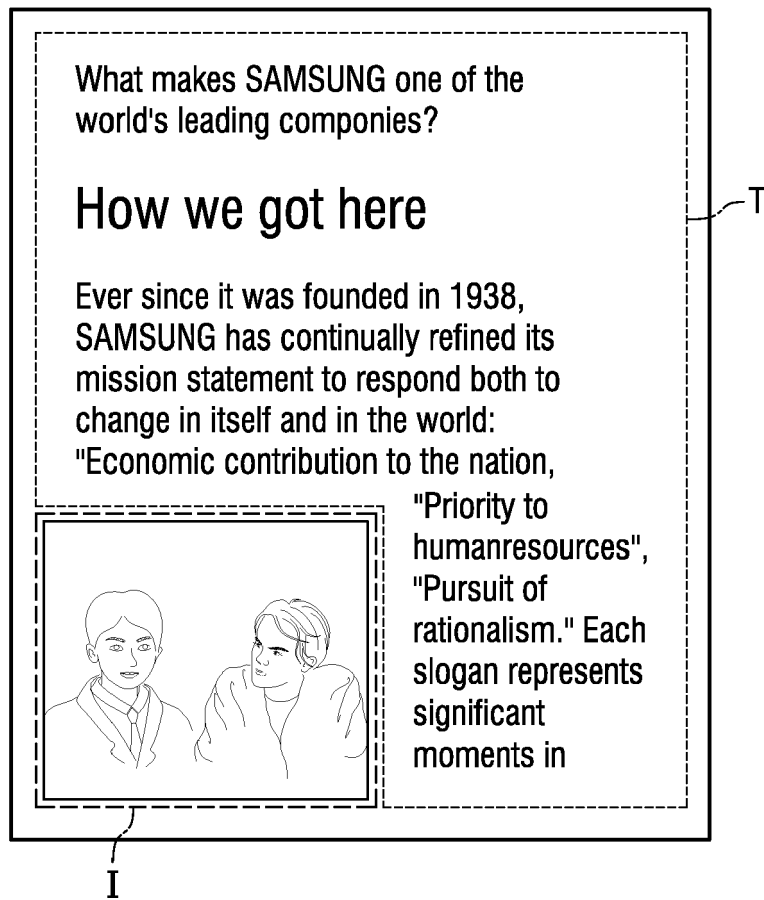 What makes SAMSUNG one of the
world's leading componies?
How we got here
T
Ever since it was founded in 1938,
SAMSUNG has continually refined its
mission statement to respond both to
change in itself and in the world:
"Economic contribution to the nation,
"Priority to
humanresources",
"Pursuit of
rationalism." Each
slogan represents
significant
moments in
I